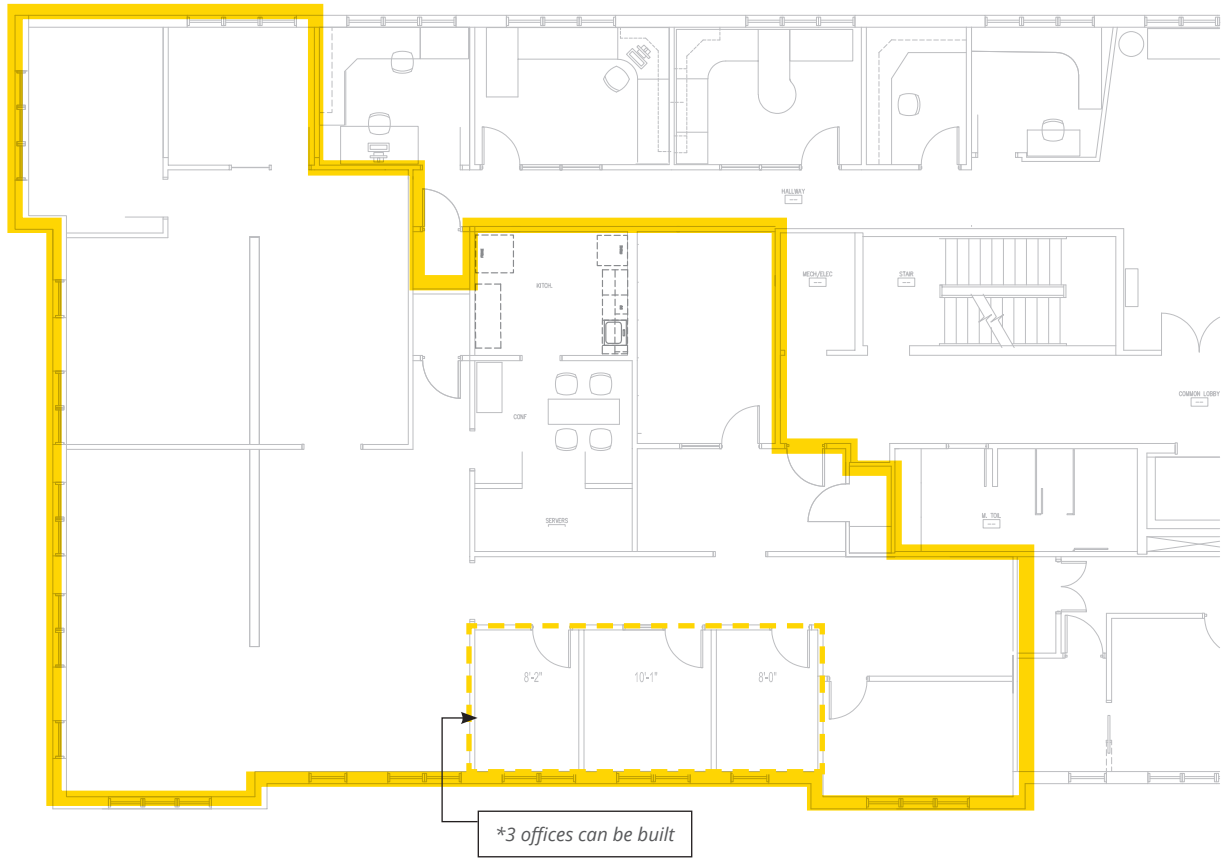 HALLWAY
MECH/ELEC
STAIR
KITCH.
COMMON LOBBY
CONF
SERVERS
M. TOIL
8'-2"
10'-1"
8'-0"
*3 offices can be built